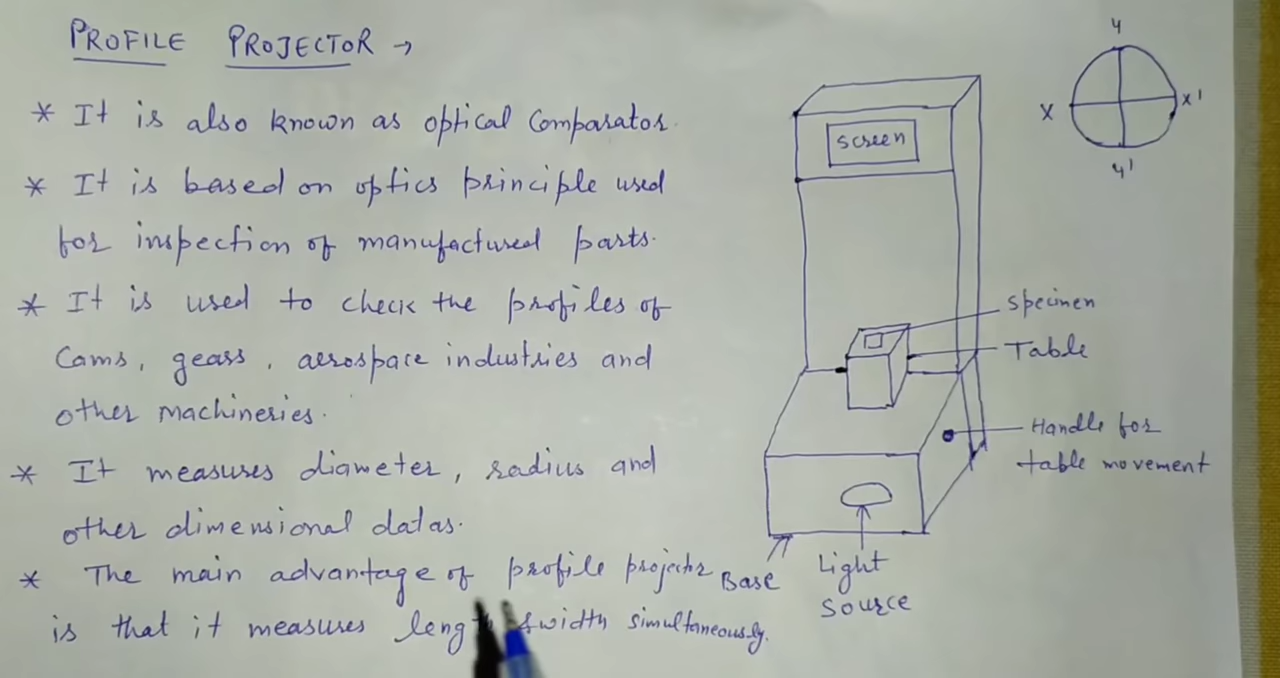 PROFILE PROJECTOR →
* It is also known as optical Comparator.
* It is based on optics principle used
for inspection of manufactured parts.
* It is used to check the profiles of
Cams, gears, aerospace industries and
other machineries.
* It measures diameter, radius and
other dimensional datas.
* The main advantage of profile projector
is that it measures width simultaneously.
screen
specimen
Table
Handle for
table movement
Base
Light
source
y
x
x'
y'